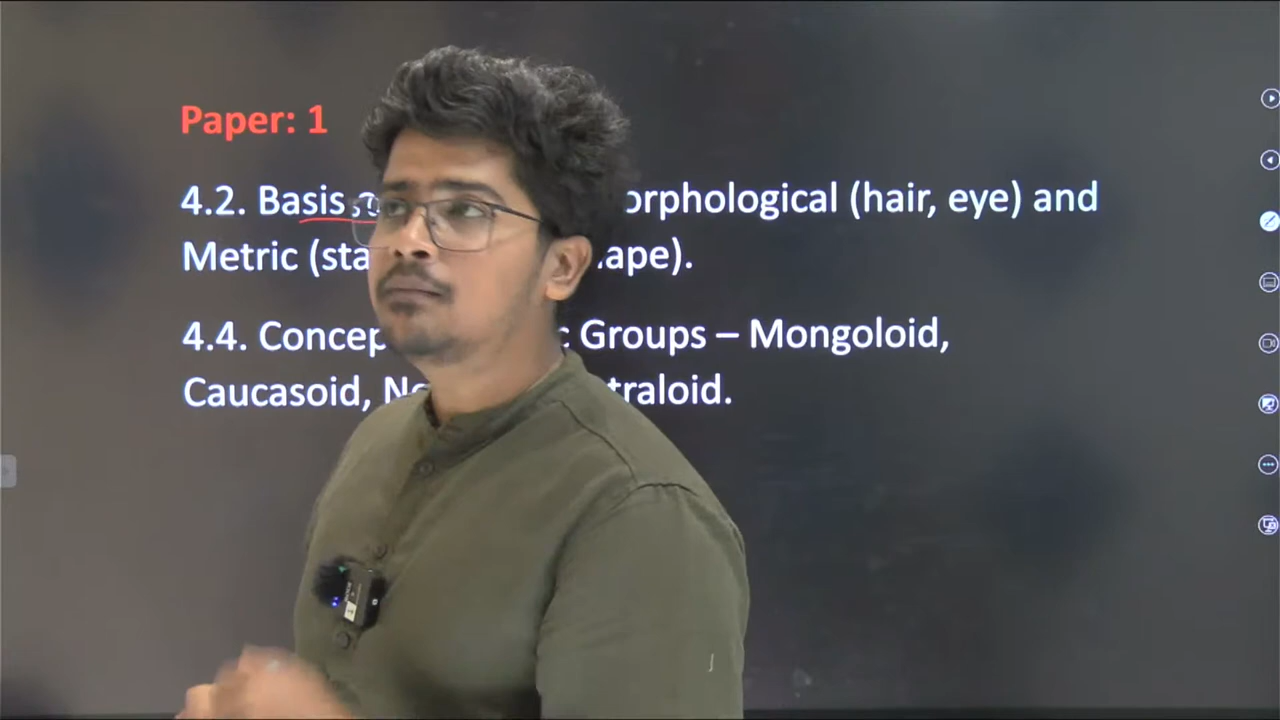 Paper: 1
4.2. Basis orphological (hair, eye) and
Metric (sta ape).
4.4. Concep c Groups – Mongoloid,
Caucasoid, Ne traloid.